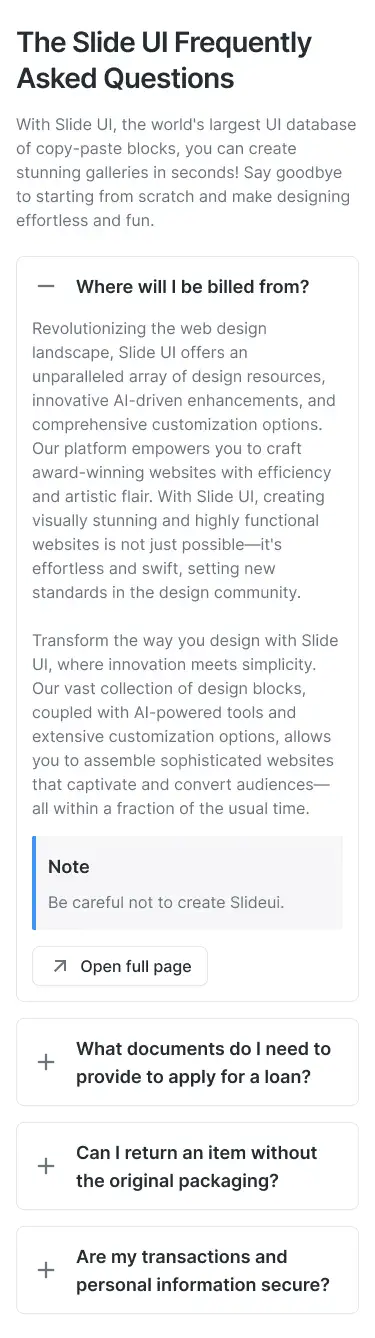 The Slide UI Frequently
Asked Questions
With Slide UI, the world's largest UI database
of copy-paste blocks, you can create
stunning galleries in seconds! Say goodbye
to starting from scratch and make designing
effortless and fun.
Where will I be billed from?
Revolutionizing the web design
landscape, Slide UI offers an
unparalleled array of design resources,
innovative AI-driven enhancements, and
comprehensive customization options.
Our platform empowers you to craft
award-winning websites with efficiency
and artistic flair. With Slide UI, creating
visually stunning and highly functional
websites is not just possible—it's
effortless and swift, setting new
standards in the design community.
Transform the way you design with Slide
UI, where innovation meets simplicity.
Our vast collection of design blocks,
coupled with AI-powered tools and
extensive customization options, allows
you to assemble sophisticated websites
that captivate and convert audiences—
all within a fraction of the usual time.
Note
Be careful not to create Slideui.
Open full page
What documents do I need to
provide to apply for a loan?
Can I return an item without
the original packaging?
Are my transactions and
personal information secure?